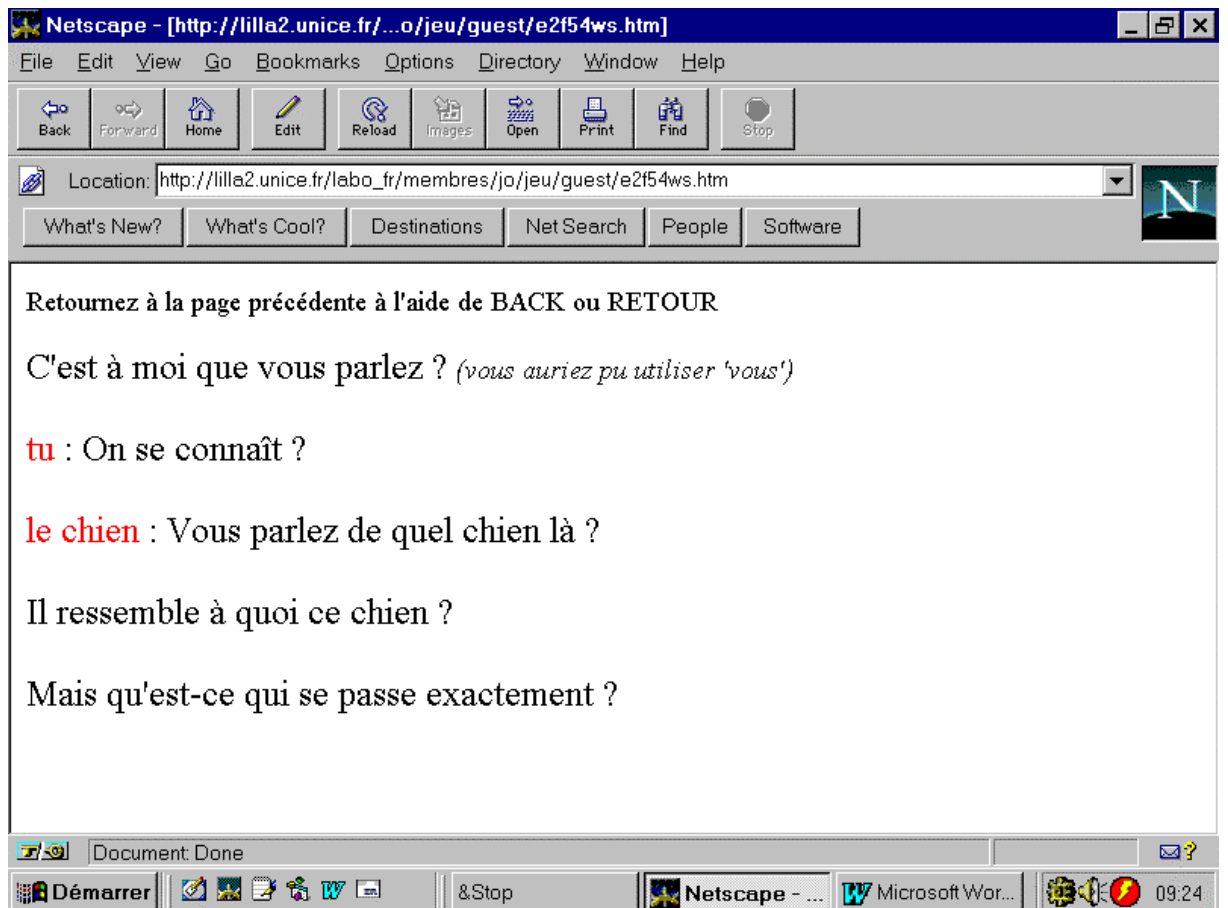 Netscape - [http://lilla2.unice.fr/...o/jeu/guest/e2f54ws.htm]
File Edit View Go Bookmarks Options Directory Window Help
Back Forward Home Edit Reload Images Open Print Find Stop
Location: http://lilla2.unice.fr/labo_fr/membres/jo/jeu/guest/e2f54ws.htm
N
What's New? What's Cool? Destinations Net Search People Software
Retournez à la page précédente à l'aide de BACK ou RETOUR
C'est à moi que vous parlez ? (vous auriez pu utiliser 'vous')
tu : On se connaît ?
le chien : Vous parlez de quel chien là ?
Il ressemble à quoi ce chien ?
Mais qu'est-ce qui se passe exactement ?
Document: Done
Démarrer &Stop Netscape - ... Microsoft Wor... 09:24